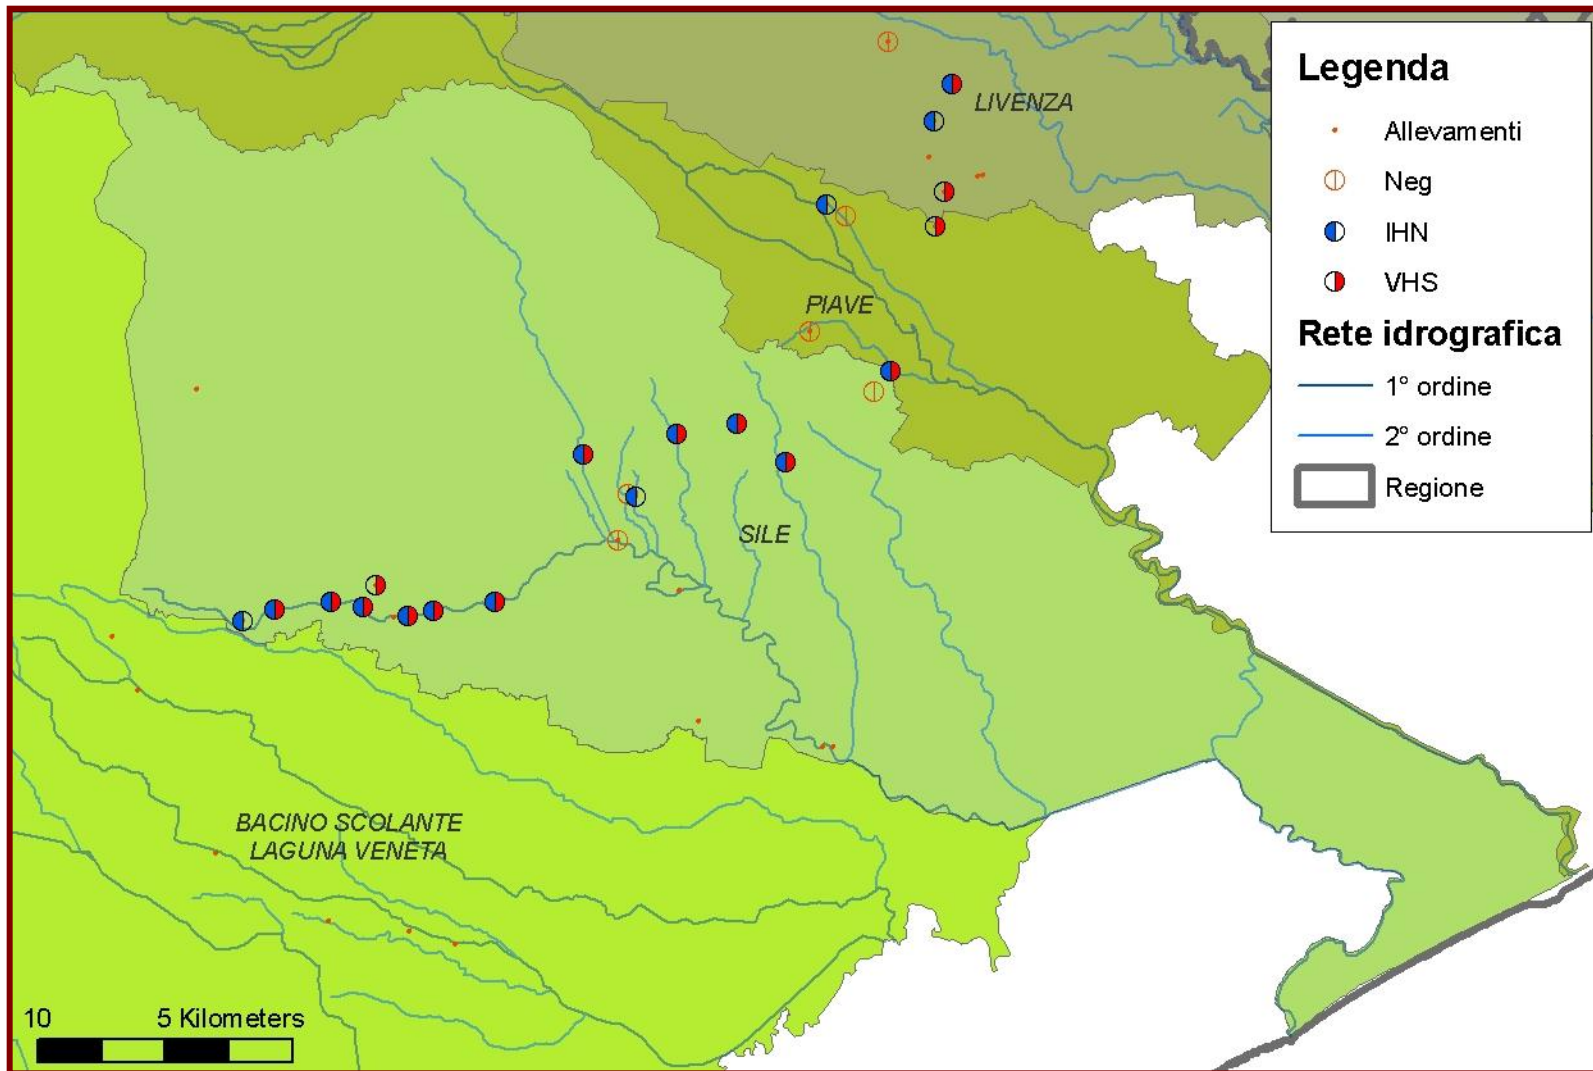 LIVENZA
PIAVE
SILE
BACINO SCOLANTE
LAGUNA VENETA
10 5 Kilometers
Legenda
Allevamenti
Neg
IHN
VHS
Rete idrografica
1° ordine
2° ordine
Regione